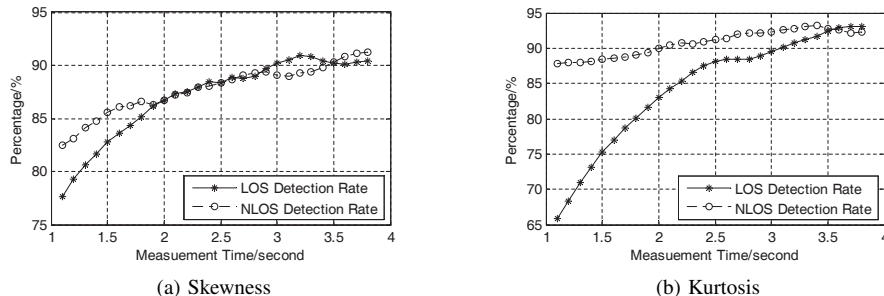 95
90
85
80
75
Percentage/%
LOS Detection Rate
NLOS Detection Rate
1 1.5 2 2.5 3 3.5 4
Measuement Time/second
(a) Skewness
95
90
85
80
75
70
65
Percentage/%
LOS Detection Rate
NLOS Detection Rate
1 1.5 2 2.5 3 3.5 4
Measuement Time/second
(b) Kurtosis